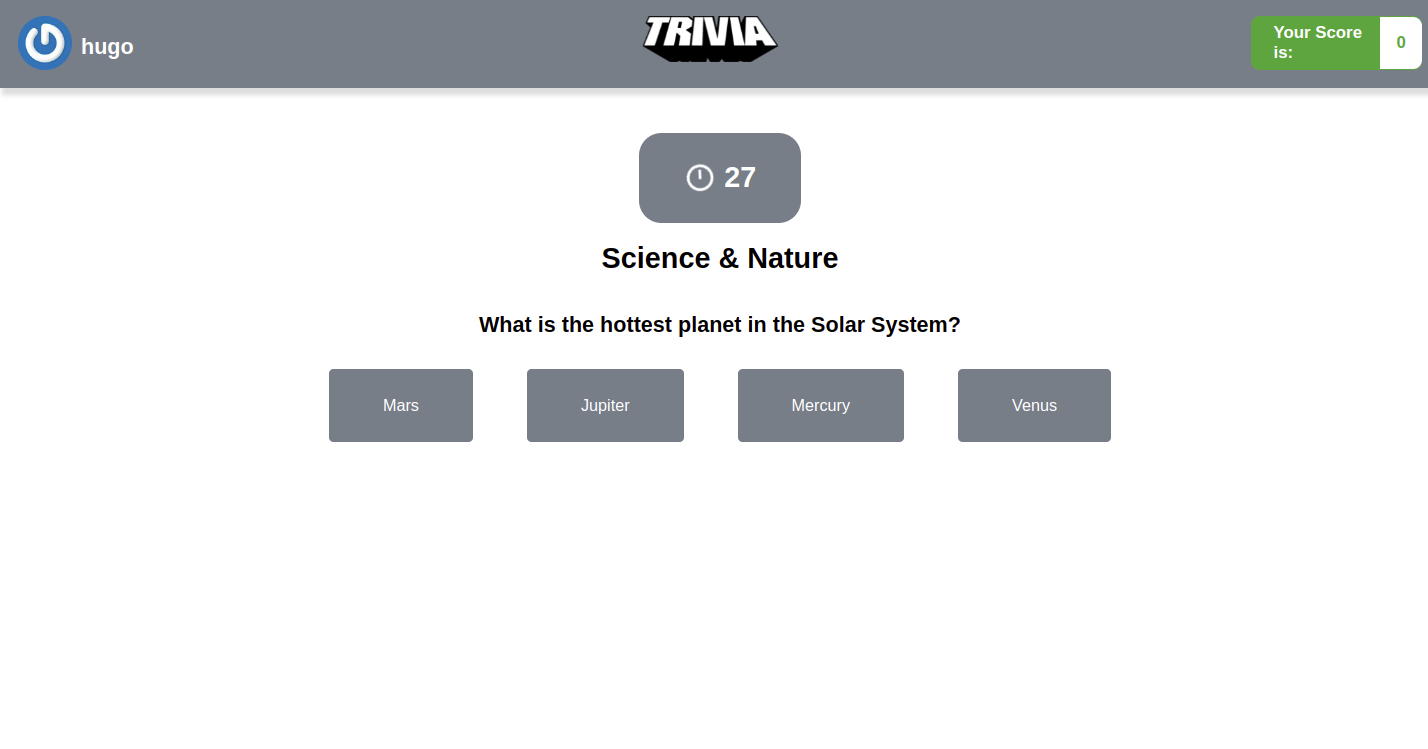 hugo
TRIVIA
Your Score
is:
0
27
Science & Nature
What is the hottest planet in the Solar System?
Mars
Jupiter
Mercury
Venus